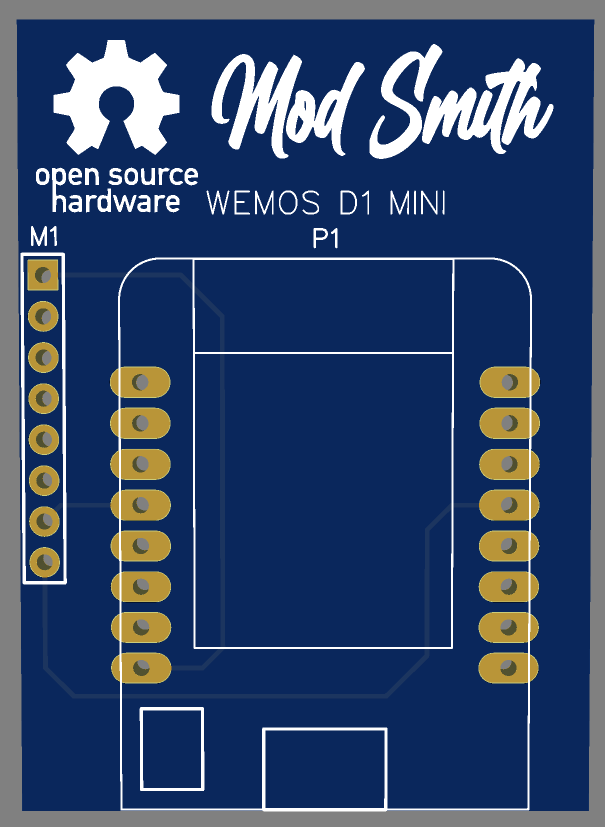 Mod Smith
open source
hardware
WEMOS D1 MINI
M1
P1